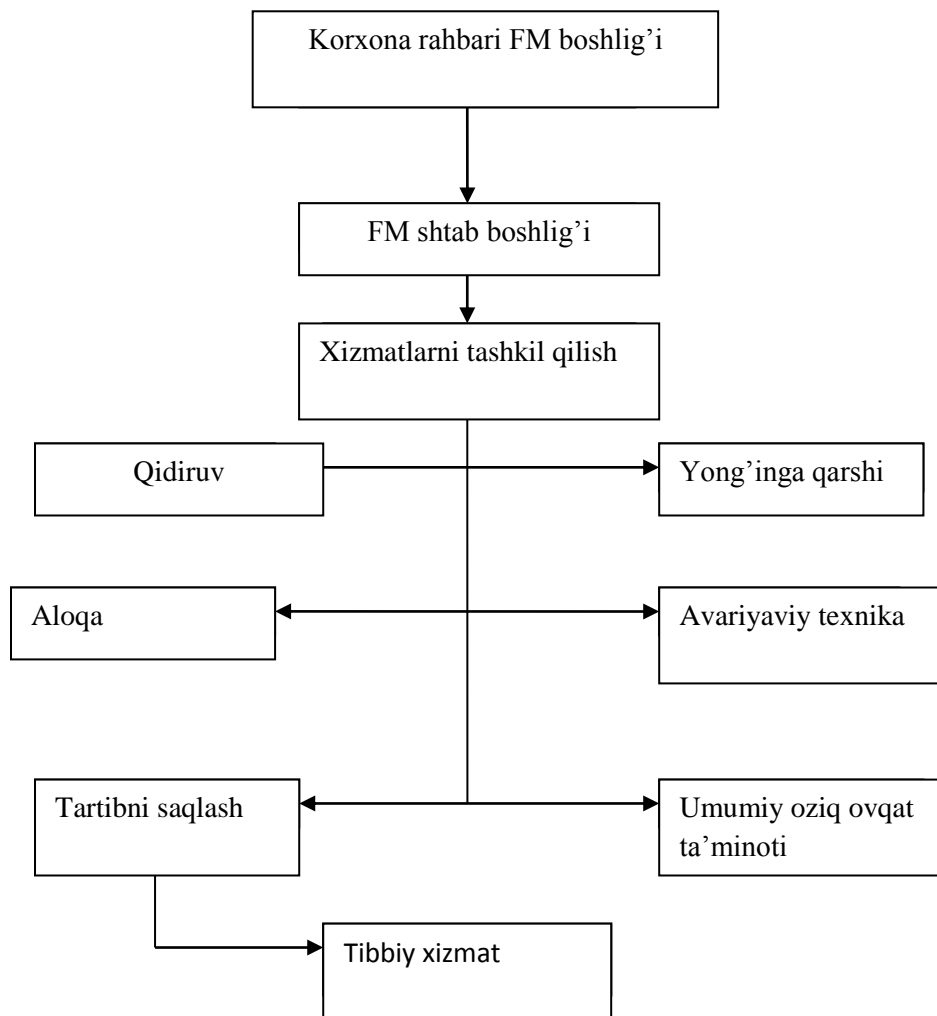 Korxona rahbari FM boshlig’i
FM shtab boshlig’i
Xizmatlarni tashkil qilish
Qidiruv
Yong’inga qarshi
Aloqa
Avariyaviy texnika
Tartibni saqlash
Umumiy oziq ovqat
ta’minoti
Tibbiy xizmat